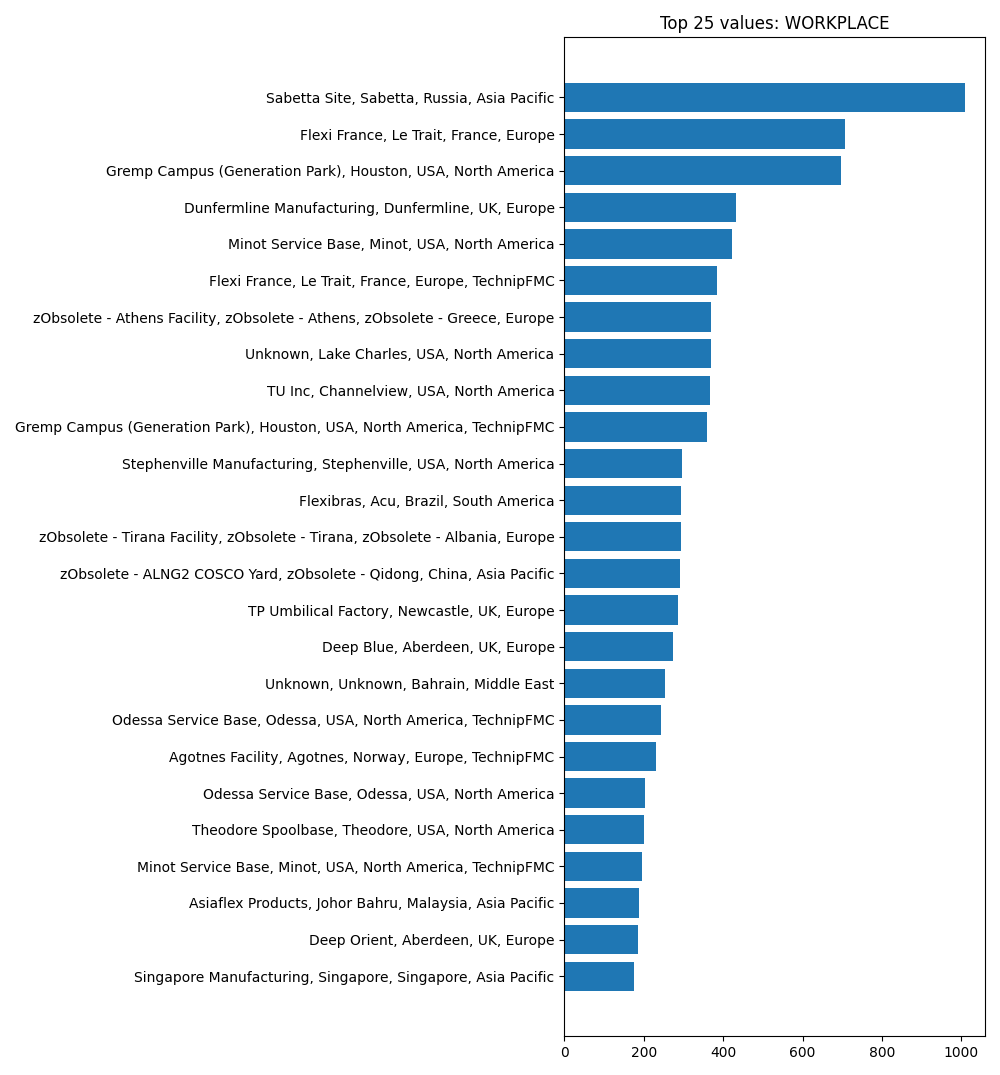 Top 25 values: WORKPLACE
Sabetta Site, Sabetta, Russia, Asia Pacific
Flexi France, Le Trait, France, Europe
Gremp Campus (Generation Park), Houston, USA, North America
Dunfermline Manufacturing, Dunfermline, UK, Europe
Minot Service Base, Minot, USA, North America
Flexi France, Le Trait, France, Europe, TechnipFMC
zObsolete - Athens Facility, zObsolete - Athens, zObsolete - Greece, Europe
Unknown, Lake Charles, USA, North America
TU Inc, Channelview, USA, North America
Gremp Campus (Generation Park), Houston, USA, North America, TechnipFMC
Stephenville Manufacturing, Stephenville, USA, North America
Flexibras, Acu, Brazil, South America
zObsolete - Tirana Facility, zObsolete - Tirana, zObsolete - Albania, Europe
zObsolete - ALNG2 COSCO Yard, zObsolete - Qidong, China, Asia Pacific
TP Umbilical Factory, Newcastle, UK, Europe
Deep Blue, Aberdeen, UK, Europe
Unknown, Unknown, Bahrain, Middle East
Odessa Service Base, Odessa, USA, North America, TechnipFMC
Agotnes Facility, Agotnes, Norway, Europe, TechnipFMC
Odessa Service Base, Odessa, USA, North America
Theodore Spoolbase, Theodore, USA, North America
Minot Service Base, Minot, USA, North America, TechnipFMC
Asiaflex Products, Johor Bahru, Malaysia, Asia Pacific
Deep Orient, Aberdeen, UK, Europe
Singapore Manufacturing, Singapore, Singapore, Asia Pacific
0 200 400 600 800 1000